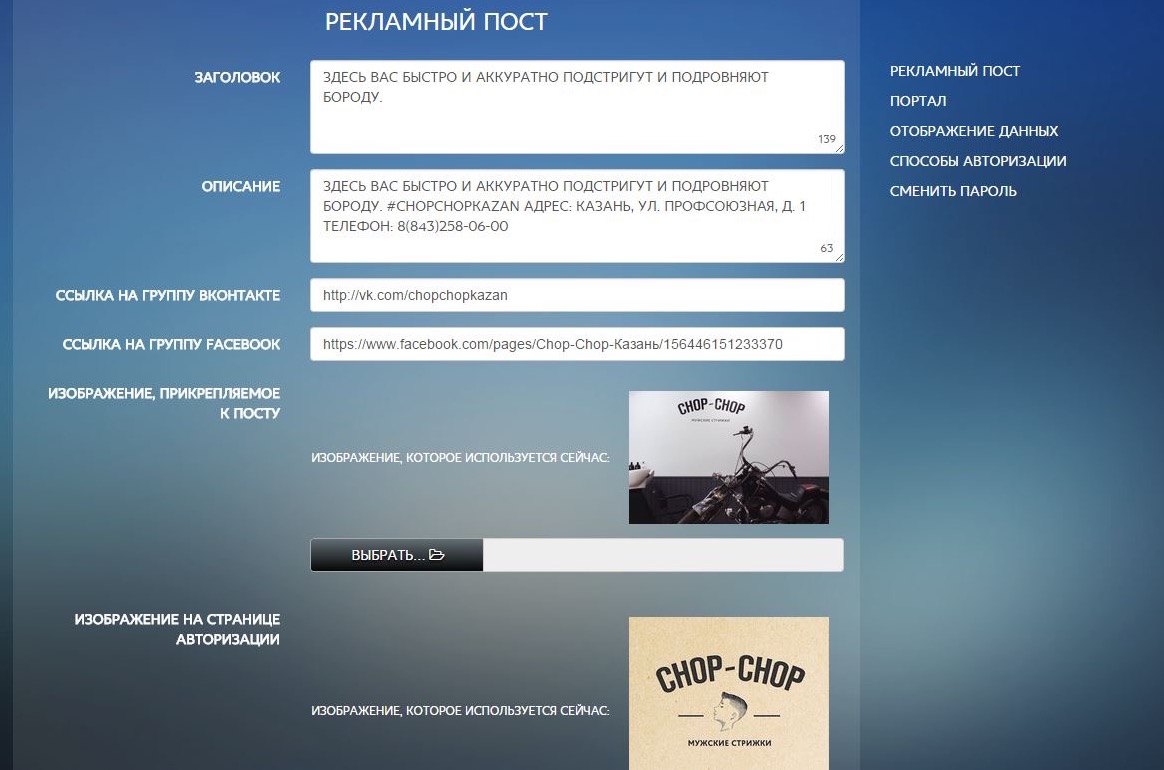 РЕКЛАМНЫЙ ПОСТ
ЗАГОЛОВОК
ЗДЕСЬ ВАС БЫСТРО И АККУРАТНО ПОДСТРИГУТ И ПОДРОВНЯЮТ
БОРОДУ.
139
ОПИСАНИЕ
ЗДЕСЬ ВАС БЫСТРО И АККУРАТНО ПОДСТРИГУТ И ПОДРОВНЯЮТ
БОРОДУ. #CHOPCHOPKAZAN АДРЕС: КАЗАНЬ, УЛ. ПРОФСОЮЗНАЯ, Д. 1
ТЕЛЕФОН: 8(843)258-06-00
63
ССЫЛКА НА ГРУППУ ВКОНТАКТЕ
http://vk.com/chopchopkazan
ССЫЛКА НА ГРУППУ FACEBOOK
https://www.facebook.com/pages/Chop-Chop-Казань/156446151233370
ИЗОБРАЖЕНИЕ, ПРИКРЕПЛЯЕМОЕ
К ПОСТУ
ИЗОБРАЖЕНИЕ, КОТОРОЕ ИСПОЛЬЗУЕТСЯ СЕЙЧАС:
CHOP-CHOP
МУЖСКИЕ СТРИЖКИ
ВЫБРАТЬ...
ИЗОБРАЖЕНИЕ НА СТРАНИЦЕ
АВТОРИЗАЦИИ
ИЗОБРАЖЕНИЕ, КОТОРОЕ ИСПОЛЬЗУЕТСЯ СЕЙЧАС:
CHOP-CHOP
МУЖСКИЕ СТРИЖКИ
РЕКЛАМНЫЙ ПОСТ
ПОРТАЛ
ОТОБРАЖЕНИЕ ДАННЫХ
СПОСОБЫ АВТОРИЗАЦИИ
СМЕНИТЬ ПАРОЛЬ